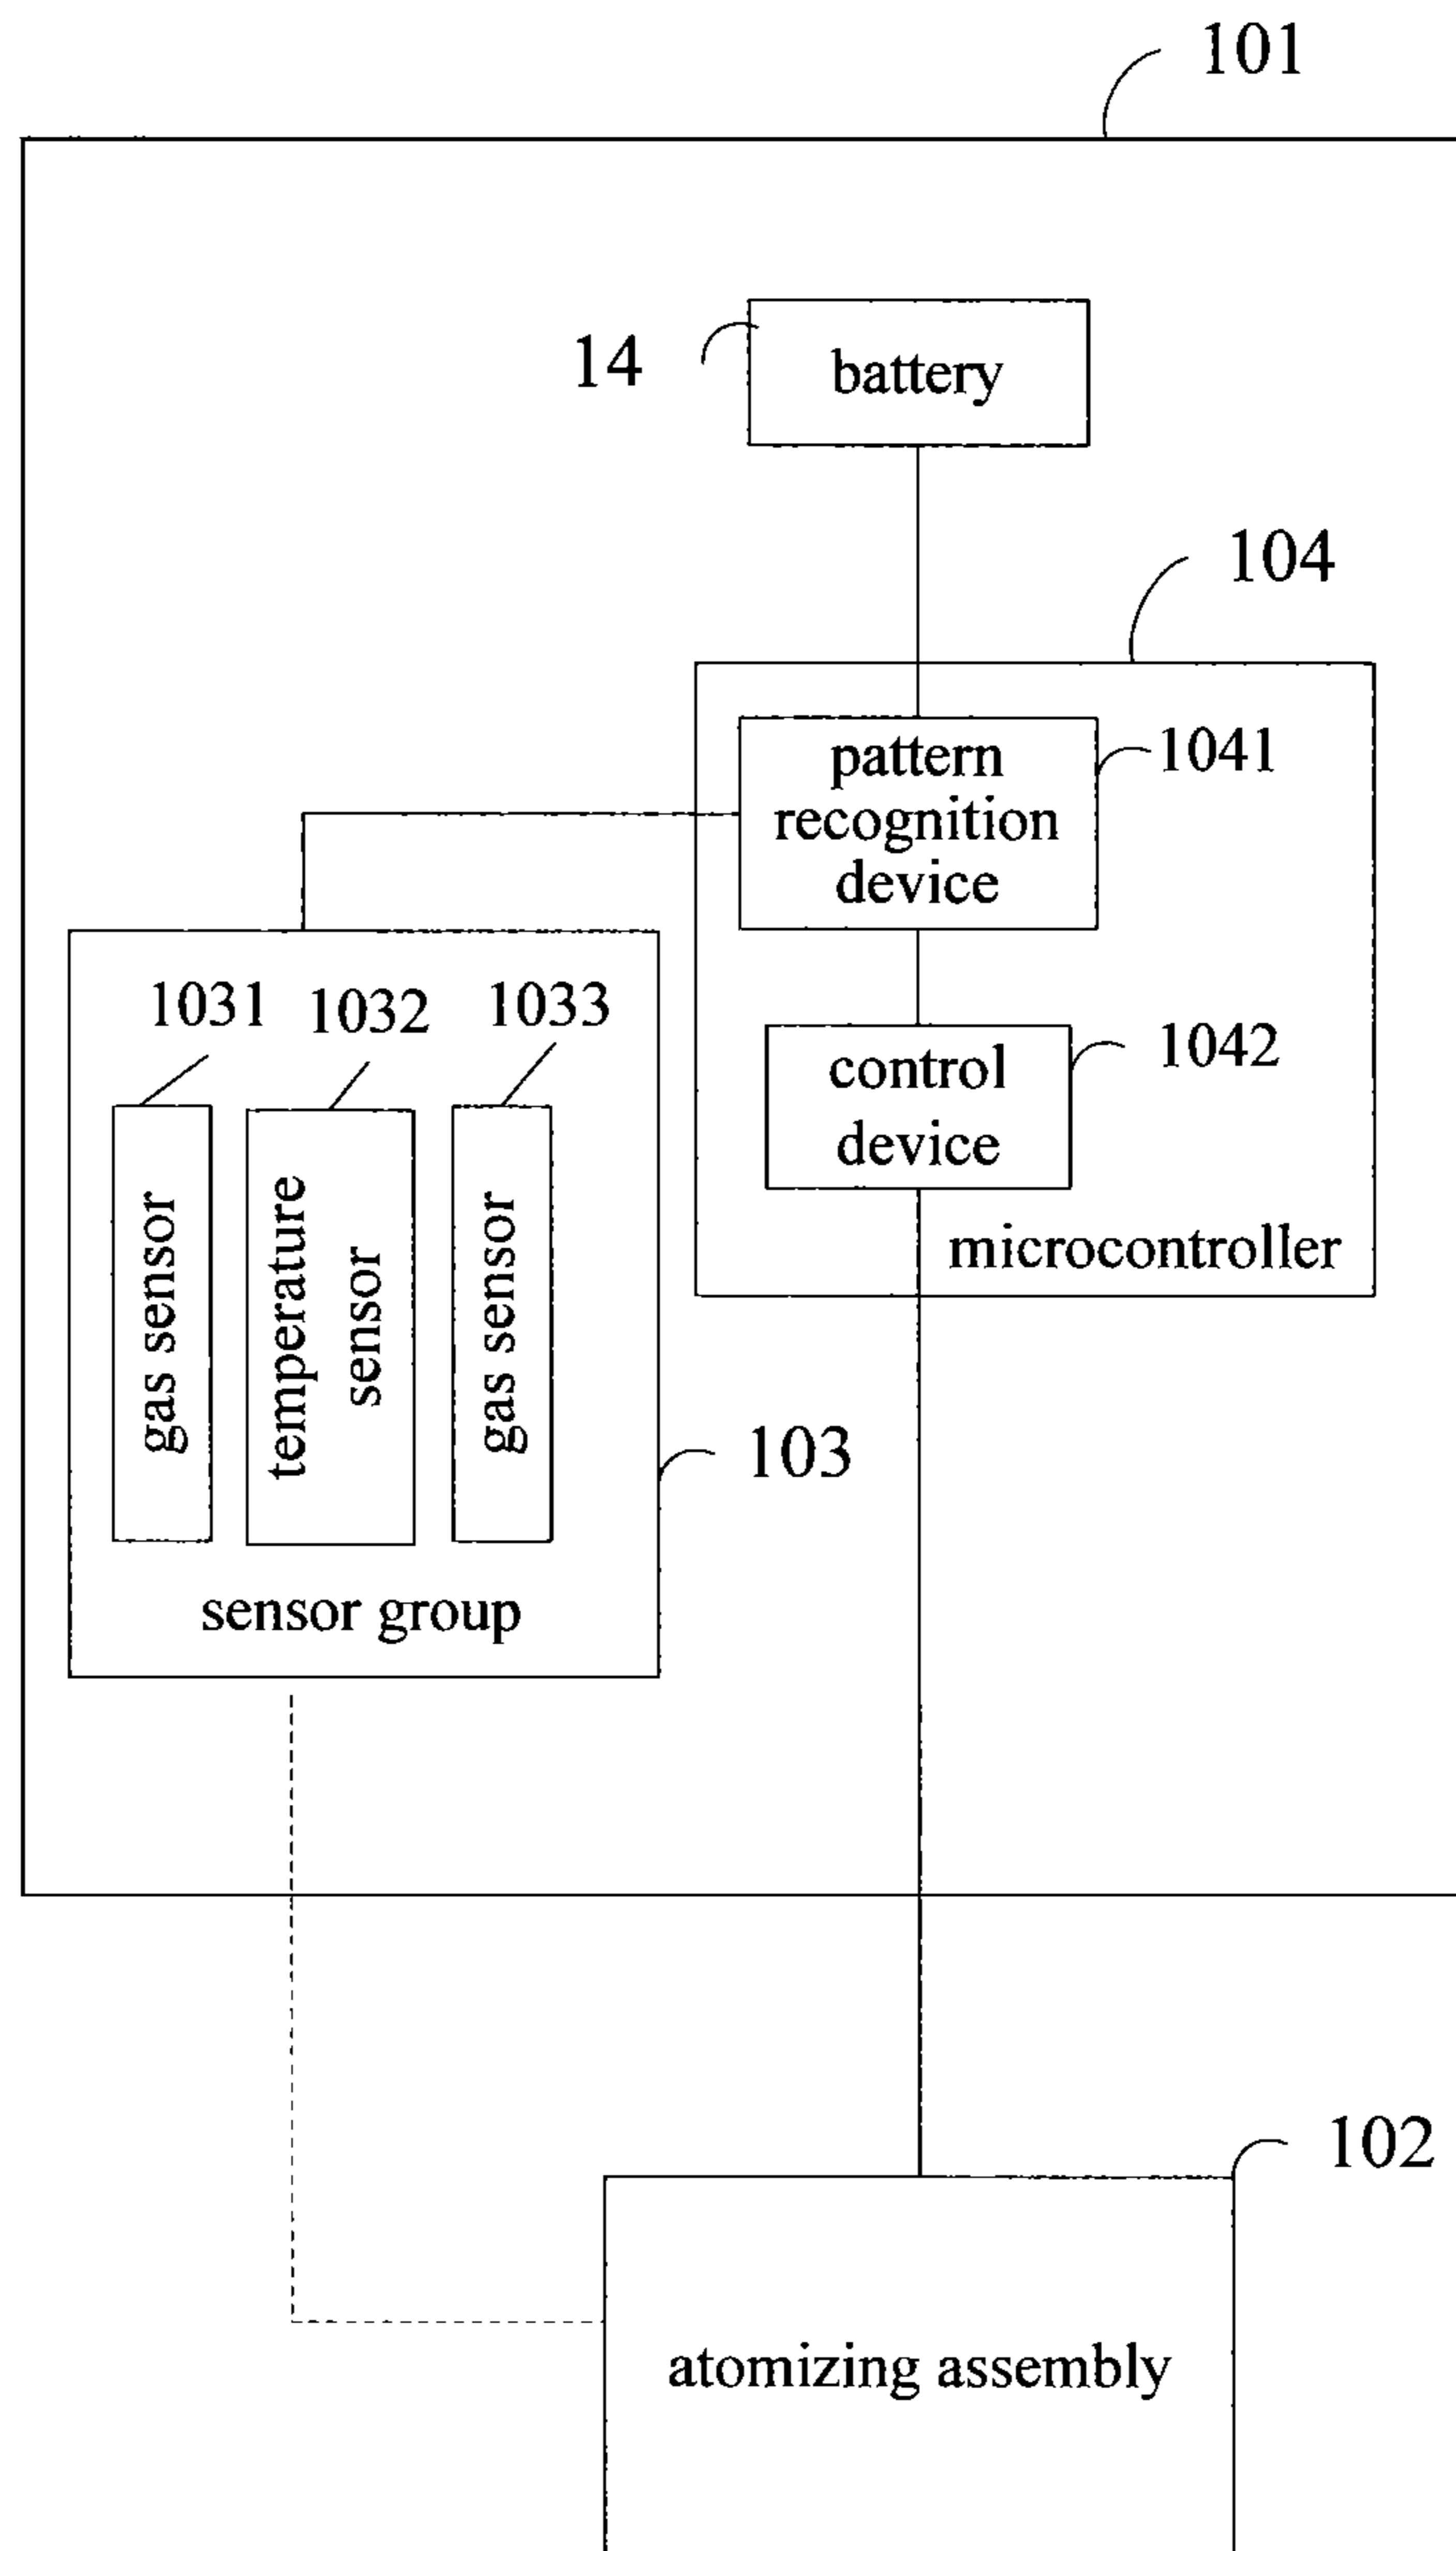 101
14
battery
104
pattern
recognition
device
1041
1031
1032
1033
control
device
1042
gas sensor
temperature
sensor
gas sensor
microcontroller
103
sensor group
102
atomizing assembly